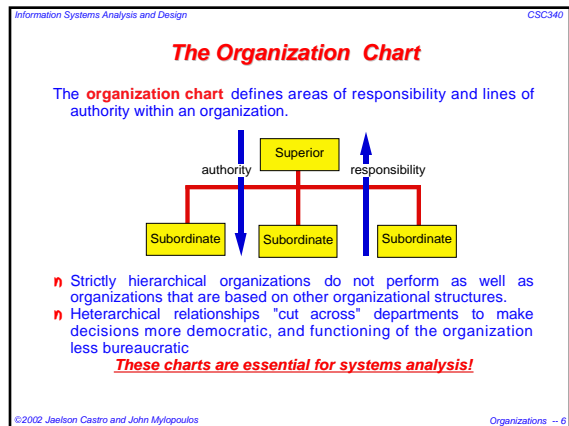 Information Systems Analysis and Design CSC340
The Organization Chart
The organization chart defines areas of responsibility and lines of
authority within an organization.
Superior
authority responsibility
Subordinate Subordinate Subordinate
n Strictly hierarchical organizations do not perform as well as
organizations that are based on other organizational structures.
n Heterarchical relationships "cut across" departments to make
decisions more democratic, and functioning of the organization
less bureaucratic
These charts are essential for systems analysis!
©2002 Jaelson Castro and John Mylopoulos Organizations -- 6